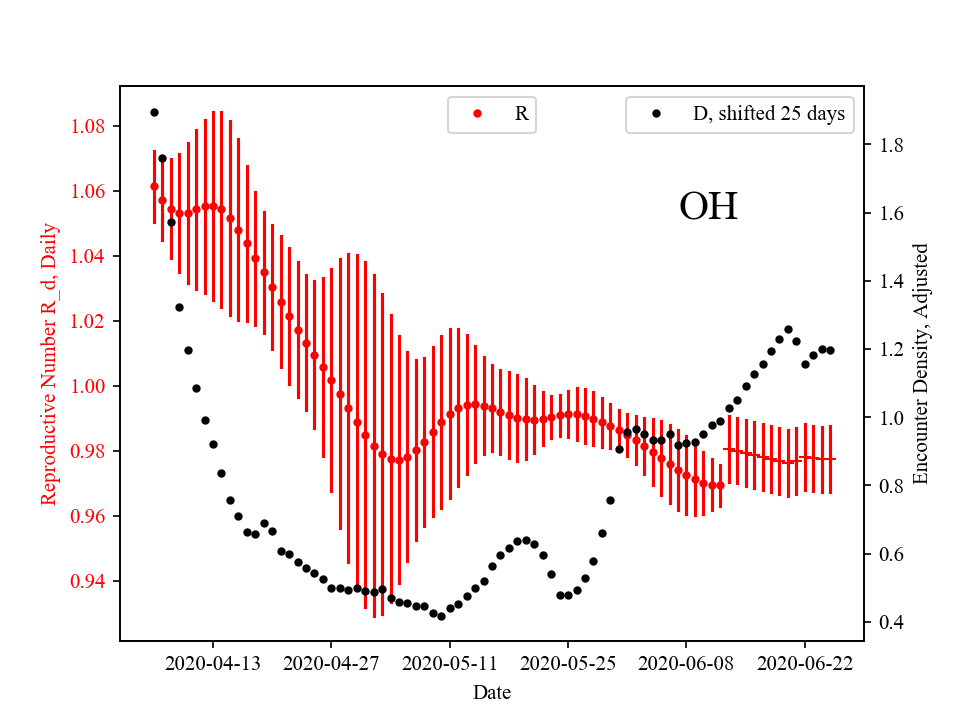 R
D, shifted 25 days
OH
Reproductive Number R_d, Daily
1.08
1.06
1.04
1.02
1.00
0.98
0.96
0.94
1.8
1.6
1.4
1.2
1.0
0.8
0.6
0.4
Encounter Density, Adjusted
2020-04-13 2020-04-27 2020-05-11 2020-05-25 2020-06-08 2020-06-22
Date